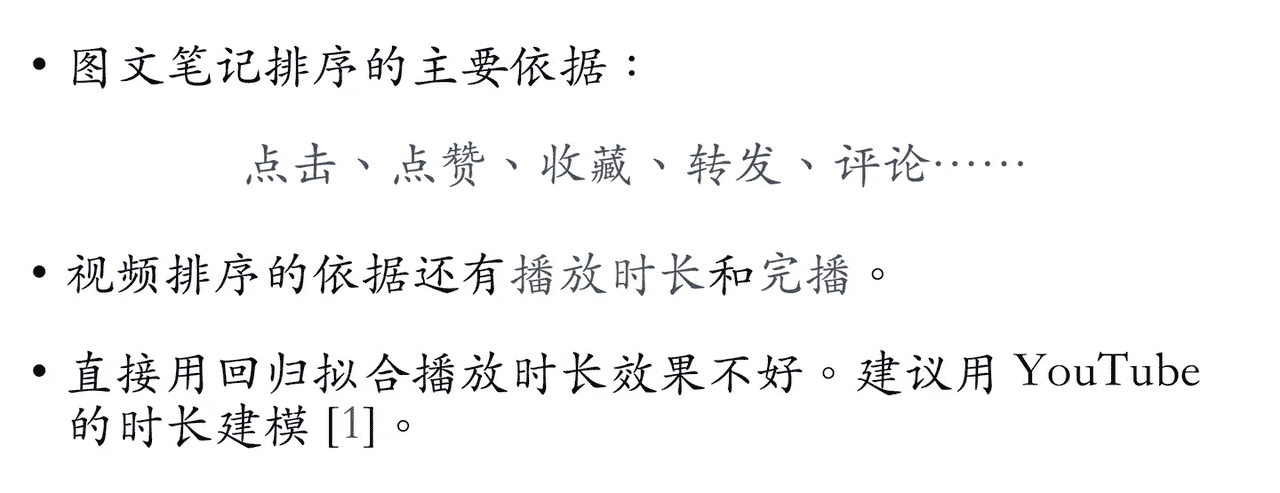 • 图文笔记排序的主要依据：
点击、点赞、收藏、转发、评论……
• 视频排序的依据还有播放时长和完播。
• 直接用回归拟合播放时长效果不好。建议用 YouTube
的时长建模 [1]。